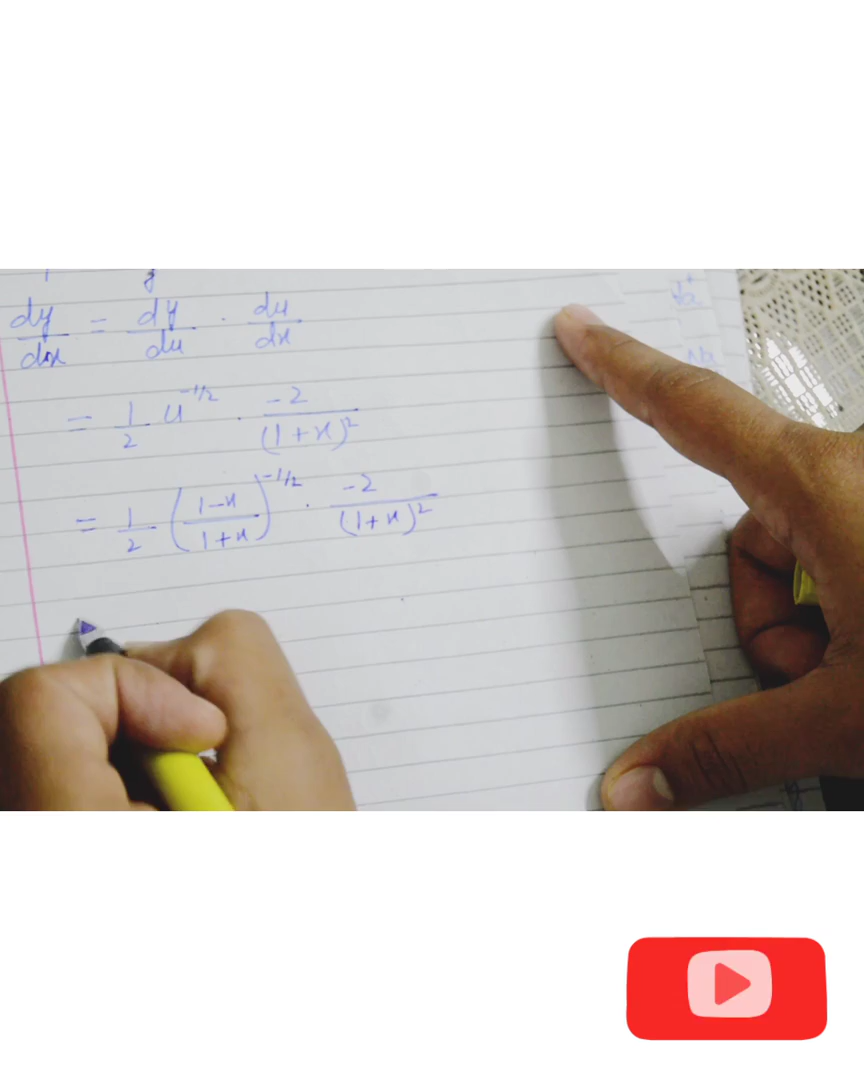 dy/dx = dy/du · du/dx
= 1/2 u^-1/2 · -2/(1+x)^2
= 1/2 ((1-x)/(1+x))^-1/2 · -2/(1+x)^2